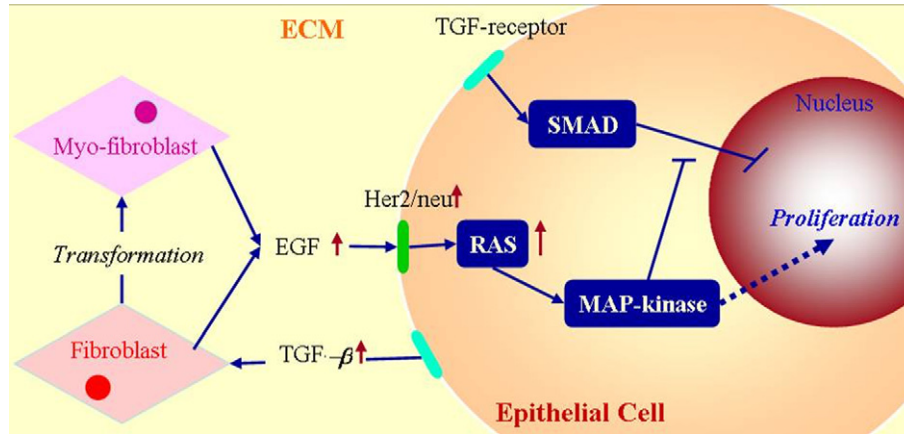 ECM
TGF-receptor
Nucleus
SMAD
Myo-fibroblast
Her2/neu
Proliferation
Transformation
EGF
RAS
MAP-kinase
Fibroblast
TGF-β
Epithelial Cell